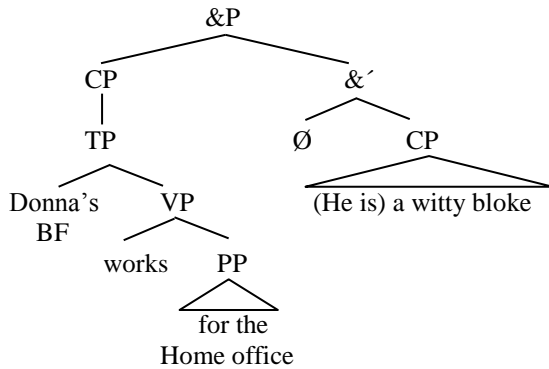 &P
CP &´
TP Ø CP
Donna’s VP (He is) a witty bloke
BF
works PP
for the
Home office